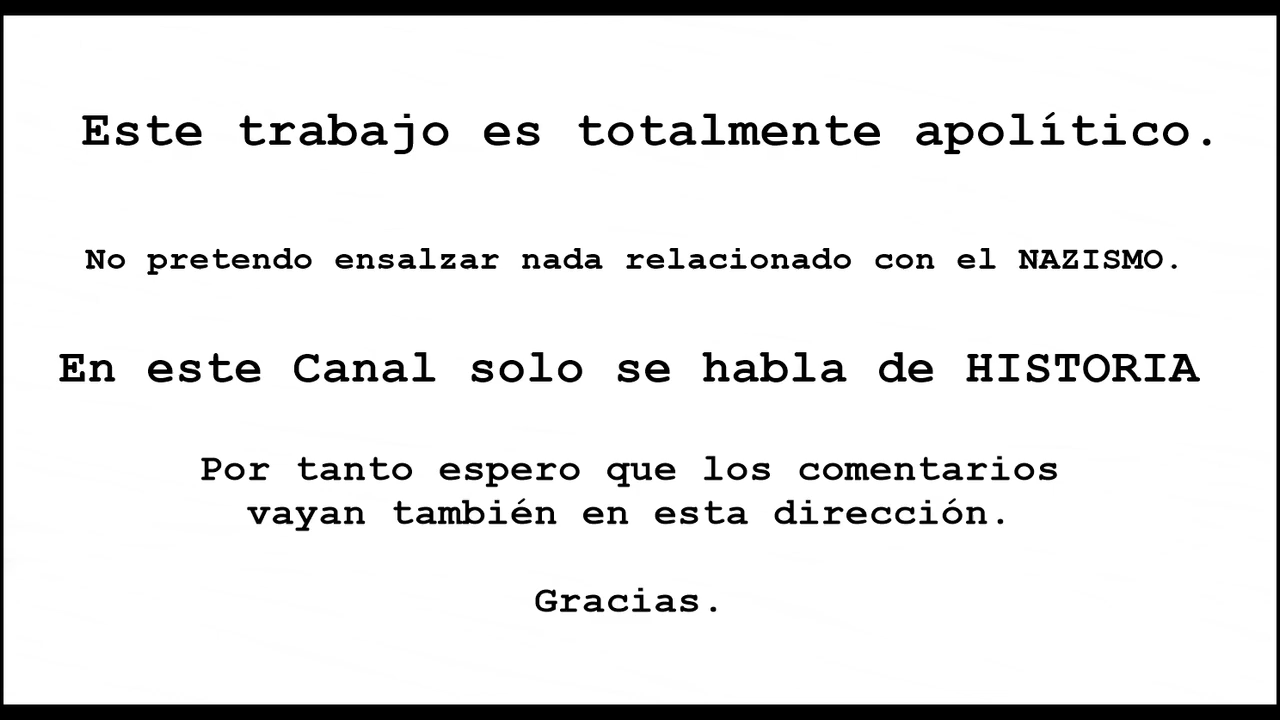 Este trabajo es totalmente apolítico.
No pretendo ensalzar nada relacionado con el NAZISMO.
En este Canal solo se habla de HISTORIA
Por tanto espero que los comentarios
vayan también en esta dirección.
Gracias.